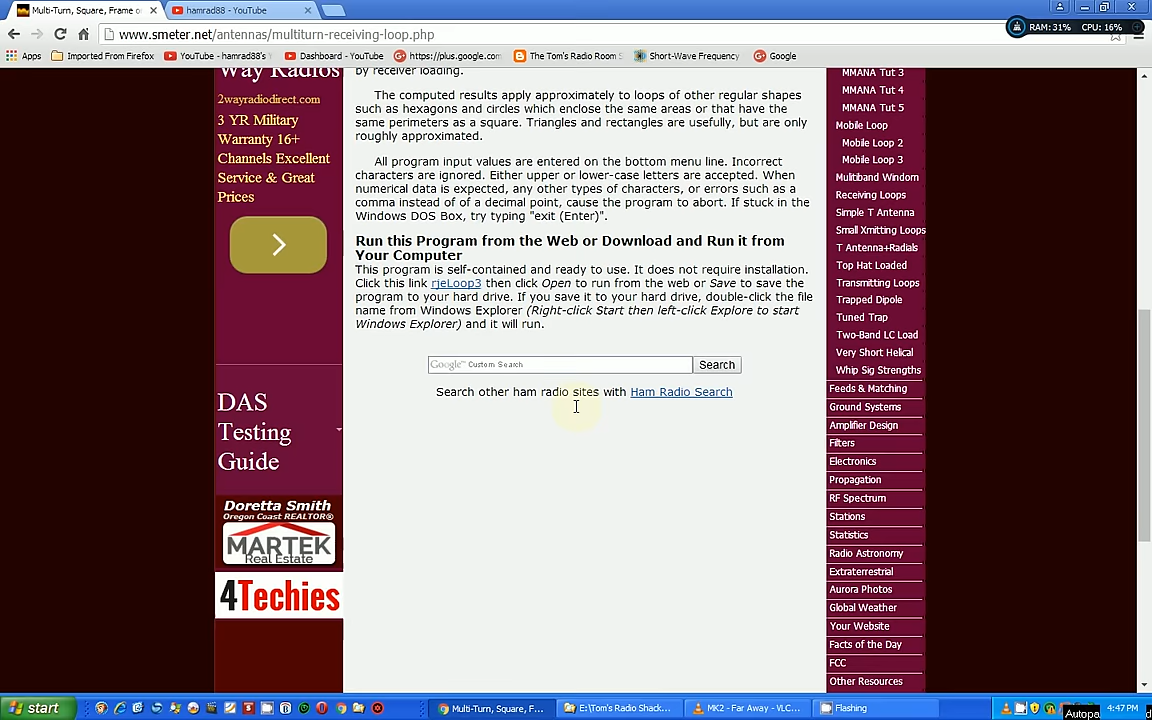 Multi-Turn, Square, Frame o
hamrad88 - YouTube
www.smeter.net/antennas/multiturn-receiving-loop.php
RAM: 31% CPU: 16%
Apps
Imported From Firefox
YouTube - hamrad88's
Dashboard - YouTube
https://plus.google.com
The Tom's Radio Room
Short-Wave Frequency
Google
Way Radios
2wayradiodirect.com
3 YR Military
Warranty 16+
Channels Excellent
Service & Great
Prices
DAS
Testing
Guide
Doretta Smith
Oregon Coast REALTOR®
MARTEK
Real Estate
4Techies
by receiver loading.
The computed results apply approximately to loops of other regular shapes
such as hexagons and circles which enclose the same areas or that have the
same perimeters as a square. Triangles and rectangles are usefully, but are only
roughly approximated.
All program input values are entered on the bottom menu line. Incorrect
characters are ignored. Either upper or lower-case letters are accepted. When
numerical data is expected, any other types of characters, or errors such as a
comma instead of of a decimal point, cause the program to abort. If stuck in the
Windows DOS Box, try typing "exit (Enter)".
Run this Program from the Web or Download and Run it from
Your Computer
This program is self-contained and ready to use. It does not require installation.
Click this link rjeLoop3 then click Open to run from the web or Save to save the
program to your hard drive. If you save it to your hard drive, double-click the file
name from Windows Explorer (Right-click Start then left-click Explore to start
Windows Explorer) and it will run.
Google™ Custom Search
Search
Search other ham radio sites with Ham Radio Search
MMANA Tut 3
MMANA Tut 4
MMANA Tut 5
Mobile Loop
Mobile Loop 2
Mobile Loop 3
Multiband Windom
Receiving Loops
Simple T Antenna
Small Xmitting Loops
T Antenna+Radials
Top Hat Loaded
Transmitting Loops
Trapped Dipole
Tuned Trap
Two-Band LC Load
Very Short Helical
Whip Sig Strengths
Feeds & Matching
Ground Systems
Amplifier Design
Filters
Electronics
Propagation
RF Spectrum
Stations
Statistics
Radio Astronomy
Extraterrestrial
Aurora Photos
Global Weather
Your Website
Facts of the Day
FCC
Other Resources
start
Multi-Turn, Square, F...
E:\Tom's Radio Shack...
MK2 - Far Away - VLC...
Flashing
4:47 PM
Autopa